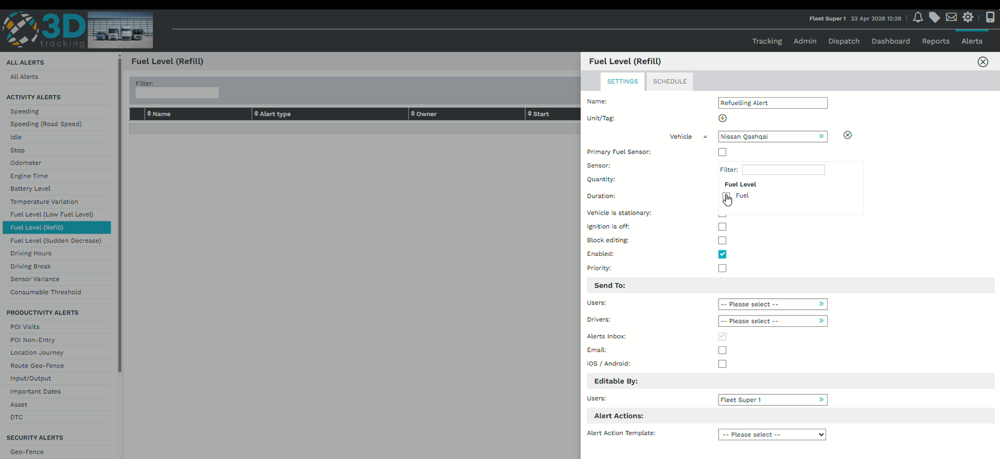 3D
tracking
Fleet Super 1 23 Apr 2026 12:28
Tracking Admin Dispatch Dashboard Reports Alerts
ALL ALERTS
All Alerts
ACTIVITY ALERTS
Speeding
Speeding (Road Speed)
Idle
Stop
Odometer
Engine Time
Battery Level
Temperature Variation
Fuel Level (Low Fuel Level)
Fuel Level (Refill)
Fuel Level (Sudden Decrease)
Driving Hours
Driving Break
Sensor Variance
Consumable Threshold
PRODUCTIVITY ALERTS
POI Visits
POI Non-Entry
Location Journey
Route Geo-Fence
Input/Output
Important Dates
Asset
DTC
SECURITY ALERTS
Geo-Fence
Fuel Level (Refill)
Filter:
Name Alert type Owner Start
Fuel Level (Refill)
SETTINGS SCHEDULE
Name: Refuelling Alert
Unit/Tag:
Vehicle = Nissan Qashqai »
Primary Fuel Sensor:
Sensor:
Filter:
Quantity:
Fuel Level
Duration:
Fuel
Vehicle is stationary:
Ignition is off:
Block editing:
Enabled:
Priority:
Send To:
Users: -- Please select -- »
Drivers: -- Please select -- »
Alerts Inbox:
Email:
iOS / Android:
Editable By:
Users: Fleet Super 1 »
Alert Actions:
Alert Action Template: -- Please select --